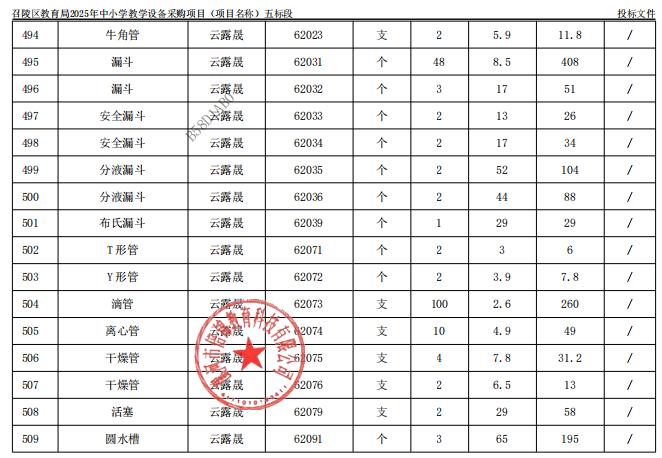 召陵区教育局2025年中小学教学设备采购项目（项目名称）五标段 投标文件
494 牛角管 云露晟 62023 支 2 5.9 11.8 /
495 漏斗 云露晟 62031 个 48 8.5 408 /
496 漏斗 云露晟 62032 个 3 17 51 /
497 安全漏斗 云露晟 62033 个 2 13 26 /
498 安全漏斗 云露晟 62034 个 2 17 34 /
499 分液漏斗 云露晟 62035 个 2 52 104 /
500 分液漏斗 云露晟 62036 个 2 44 88 /
501 布氏漏斗 云露晟 62039 个 1 29 29 /
502 T形管 云露晟 62071 个 2 3 6 /
503 Y形管 云露晟 62072 个 2 3.9 7.8 /
504 滴管 云露晟 62073 支 100 2.6 260 /
505 离心管 云露晟 62074 支 10 4.9 49 /
506 干燥管 云露晟 62075 支 4 7.8 31.2 /
507 干燥管 云露晟 62076 支 2 6.5 13 /
508 活塞 云露晟 62079 支 2 29 58 /
509 圆水槽 云露晟 62091 个 3 65 195 /
教育科技有限公司